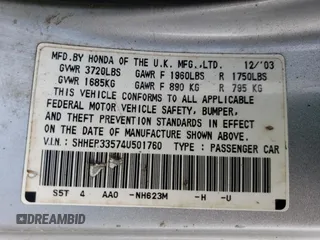 MFD. BY HONDA OF THE U.K. MFG.,LTD. 12/'03
GVWR 3720LBS GAWR F 1960LBS R 1750LBS
GVWR 1685KG GAWR F 890 KG R 795 KG
THIS VEHICLE CONFORMS TO ALL APPLICABLE
FEDERAL MOTOR VEHICLE SAFETY, BUMPER,
AND THEFT PREVENTION STANDARDS IN EFFECT
ON THE DATE OF MANUFACTURE SHOWN ABOVE.
V.I.N.: SHHEP33574U501760 TYPE: PASSENGER CAR
S5T 4 AA0 -NH623M -H -U
DREAMBID